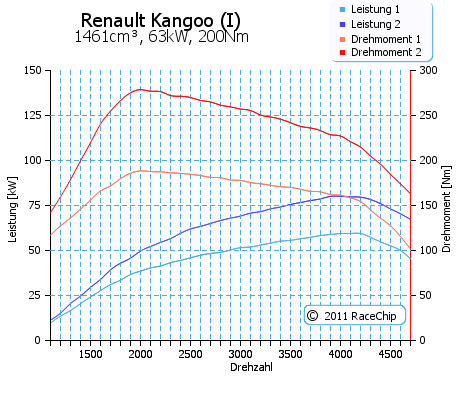 Renault Kangoo (I)
1461cm³, 63kW, 200Nm
Leistung 1
Leistung 2
Drehmoment 1
Drehmoment 2
150
125
100
75
50
25
0
Leistung [kW]
300
250
200
150
100
50
0
Drehmoment [Nm]
1500 2000 2500 3000 3500 4000 4500
Drehzahl
© 2011 RaceChip